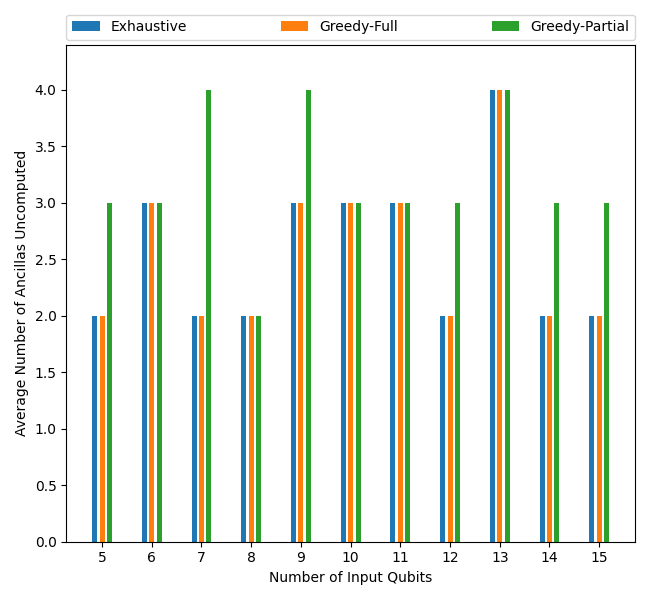 Exhaustive Greedy-Full Greedy-Partial
Average Number of Ancillas Uncomputed
4.0
3.5
3.0
2.5
2.0
1.5
1.0
0.5
0.0
5 6 7 8 9 10 11 12 13 14 15
Number of Input Qubits